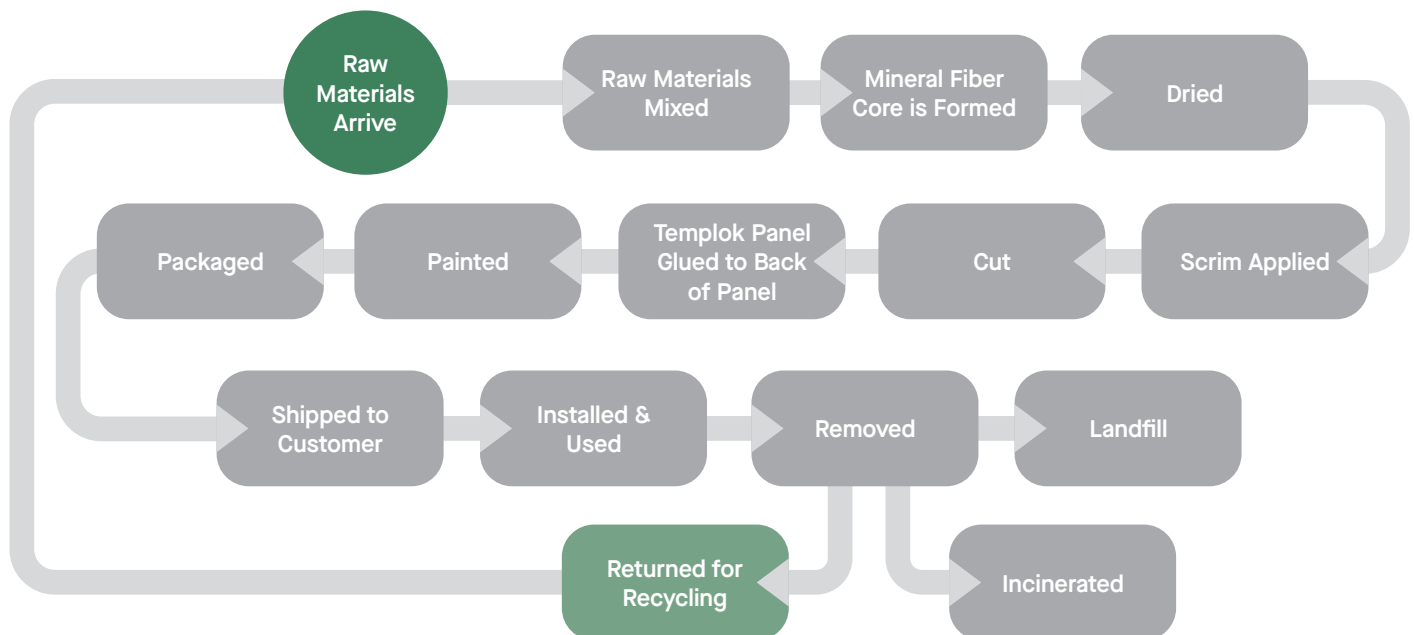 Raw
Materials
Arrive
Raw Materials
Mixed
Mineral Fiber
Core is Formed
Dried
Packaged
Painted
Templok Panel
Glued to Back
of Panel
Cut
Scrim Applied
Shipped to
Customer
Installed &
Used
Removed
Landfill
Returned for
Recycling
Incinerated